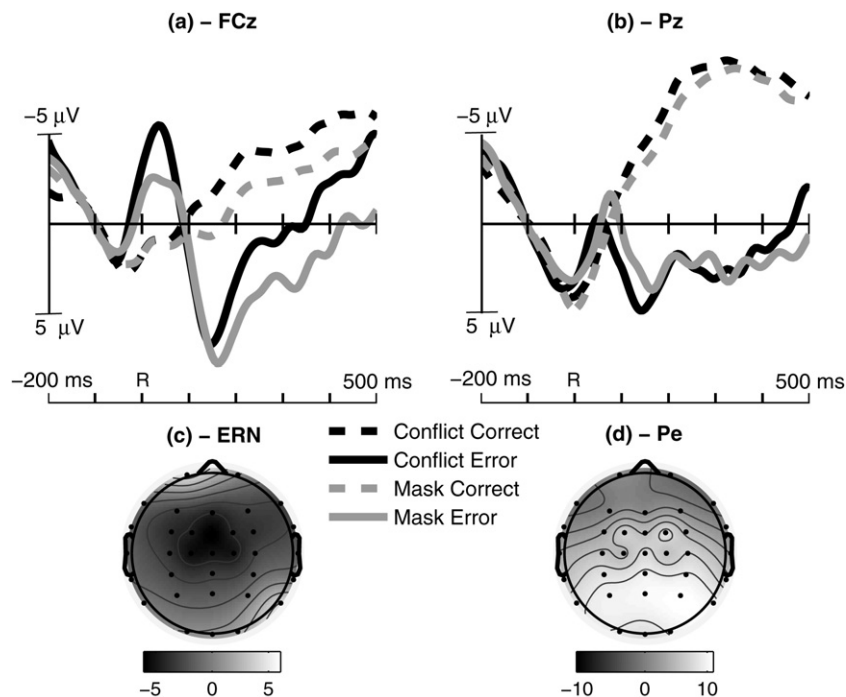 (a) – FCz
(b) – Pz
−5 µV
−5 µV
5 µV
5 µV
−200 ms R 500 ms
−200 ms R 500 ms
(c) – ERN
(d) – Pe
Conflict Correct
Conflict Error
Mask Correct
Mask Error
−5 0 5
−10 0 10